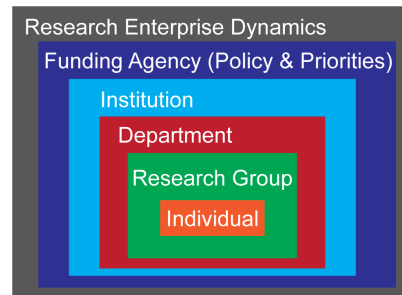 Research Enterprise Dynamics
Funding Agency (Policy & Priorities)
Institution
Department
Research Group
Individual